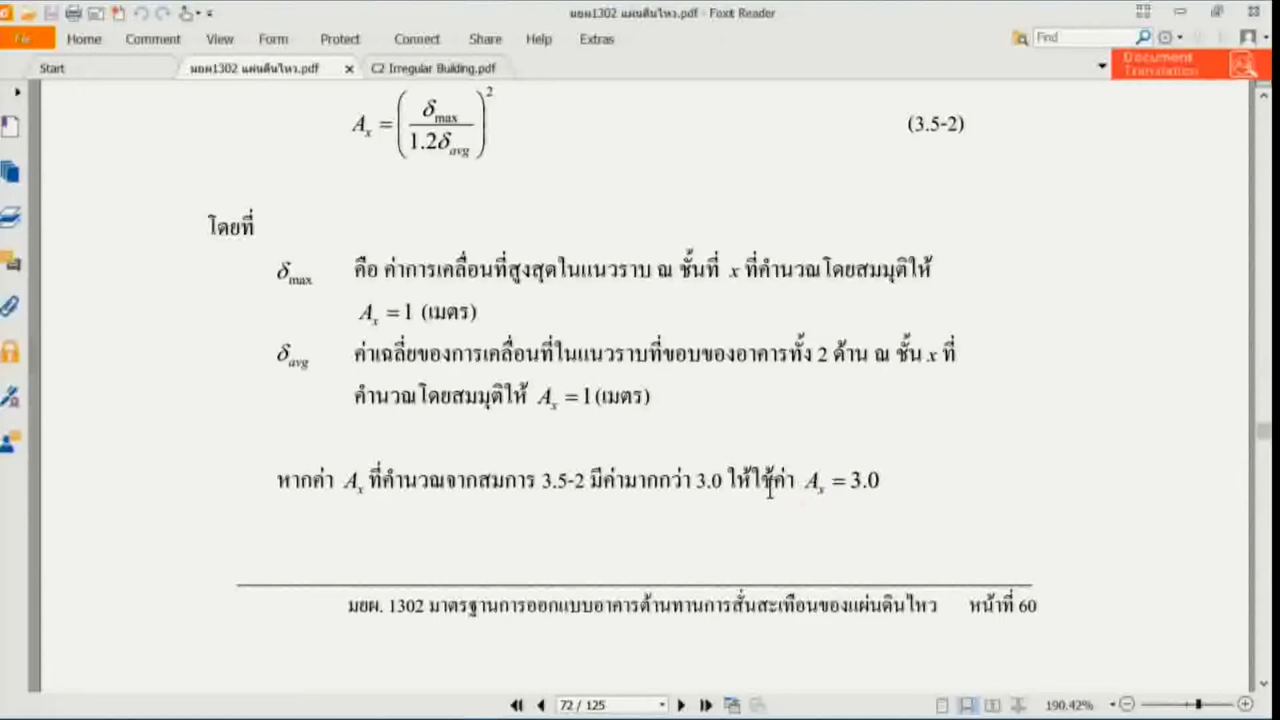 มยผ1302 แผ่นดินไหว.pdf - Foxit Reader
File Home Comment View Form Protect Connect Share Help Extras
Find
Start มยผ1302 แผ่นดินไหว.pdf C2 Irregular Building.pdf
Document
Translation
A_x = (δ_max / 1.2δ_avg)^2 (3.5-2)
โดยที่
δ_max คือ ค่าการเคลื่อนที่สูงสุดในแนวราบ ณ ชั้นที่ x ที่คำนวณโดยสมมุติให้
A_x = 1 (เมตร)
δ_avg ค่าเฉลี่ยของการเคลื่อนที่ในแนวราบที่ขอบของอาคารทั้ง 2 ด้าน ณ ชั้น x ที่
คำนวณโดยสมมุติให้ A_x = 1 (เมตร)
หากค่า A_x ที่คำนวณจากสมการ 3.5-2 มีค่ามากกว่า 3.0 ให้ใช้ค่า A_x = 3.0
มยผ. 1302 มาตรฐานการออกแบบอาคารต้านทานการสั่นสะเทือนของแผ่นดินไหว หน้าที่ 60
72 / 125 190.42%